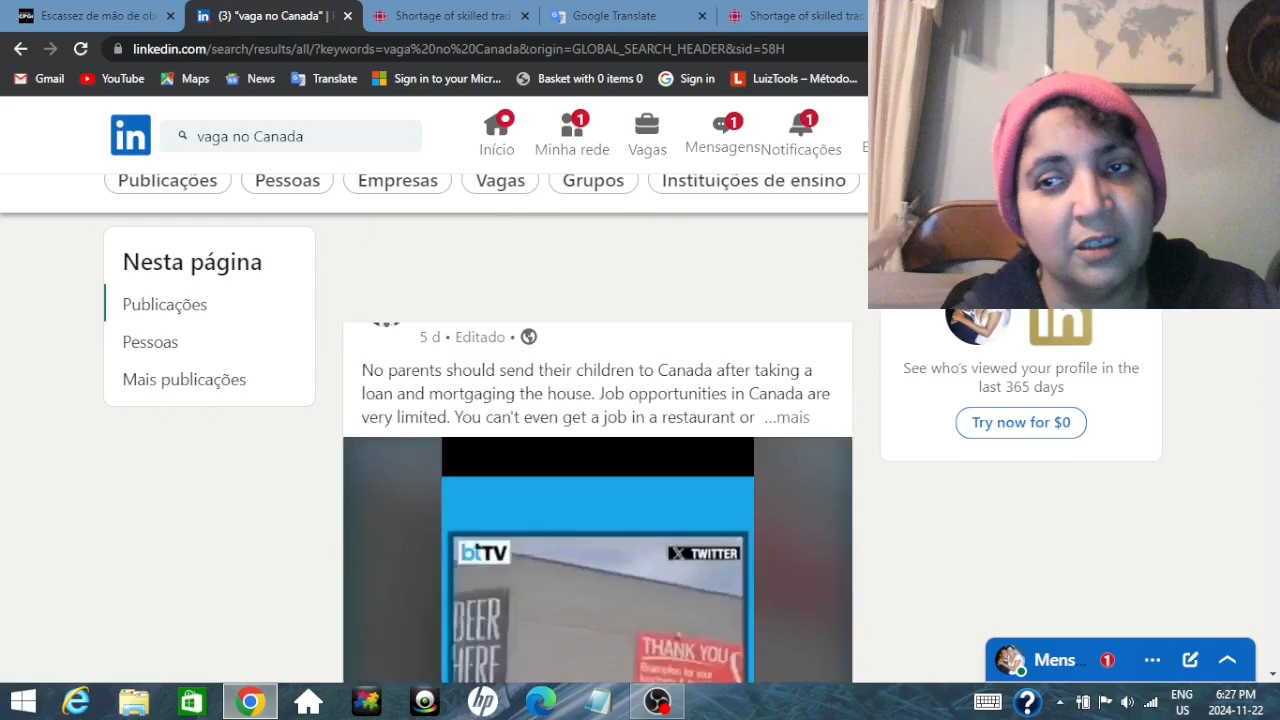 Escassez de mão de ob
(3) "vaga no Canada" | 
Shortage of skilled trad
Google Translate
Shortage of skilled trad
linkedin.com/search/results/all/?keywords=vaga%20no%20Canada&origin=GLOBAL_SEARCH_HEADER&sid=58H
Gmail
YouTube
Maps
News
Translate
Sign in to your Micr...
Basket with 0 items 0
Sign in
LuizTools – Método...
in
vaga no Canada
Início
1
Minha rede
Vagas
1
Mensagens
1
Notificações
E
Publicações
Pessoas
Empresas
Vagas
Grupos
Instituições de ensino
Nesta página
Publicações
Pessoas
Mais publicações
5 d • Editado •
No parents should send their children to Canada after taking a
loan and mortgaging the house. Job opportunities in Canada are
very limited. You can't even get a job in a restaurant or ...mais
btTV
X TWITTER
BEER
HERE
THANK YOU
Brampton for your
See who's viewed your profile in the
last 365 days
Try now for $0
Mens ..
1
ENG
US
6:27 PM
2024-11-22